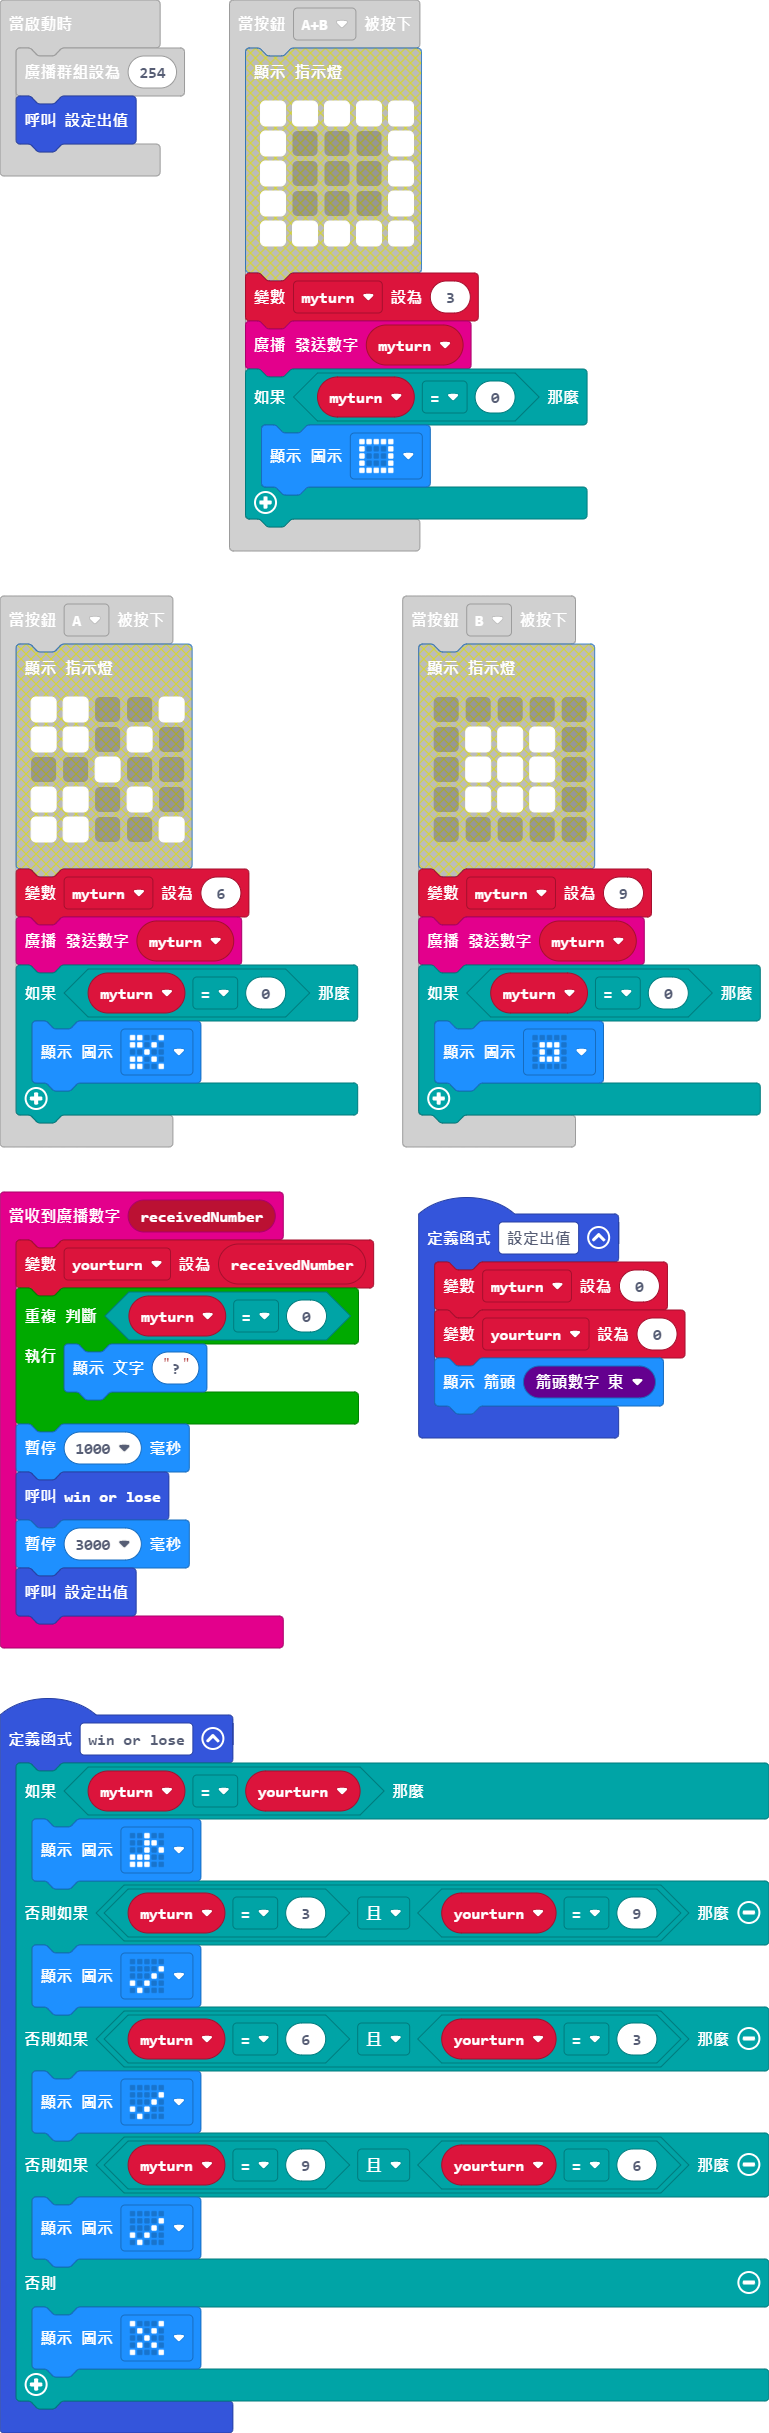 當啟動時
廣播群組設為 254
呼叫 設定出值
當按鈕 A+B 被按下
顯示 指示燈
變數 myturn 設為 3
廣播 發送數字 myturn
如果 myturn = 0 那麼
顯示 圖示
當按鈕 A 被按下
顯示 指示燈
變數 myturn 設為 6
廣播 發送數字 myturn
如果 myturn = 0 那麼
顯示 圖示
當按鈕 B 被按下
顯示 指示燈
變數 myturn 設為 9
廣播 發送數字 myturn
如果 myturn = 0 那麼
顯示 圖示
當收到廣播數字 receivedNumber
變數 yourturn 設為 receivedNumber
重複 判斷 myturn = 0
執行 顯示 文字 "?"
暫停 1000 毫秒
呼叫 win or lose
暫停 3000 毫秒
呼叫 設定出值
定義函式 設定出值
變數 myturn 設為 0
變數 yourturn 設為 0
顯示 箭頭 箭頭數字 東
定義函式 win or lose
如果 myturn = yourturn 那麼
顯示 圖示
否則如果 myturn = 3 且 yourturn = 9 那麼
顯示 圖示
否則如果 myturn = 6 且 yourturn = 3 那麼
顯示 圖示
否則如果 myturn = 9 且 yourturn = 6 那麼
顯示 圖示
否則
顯示 圖示